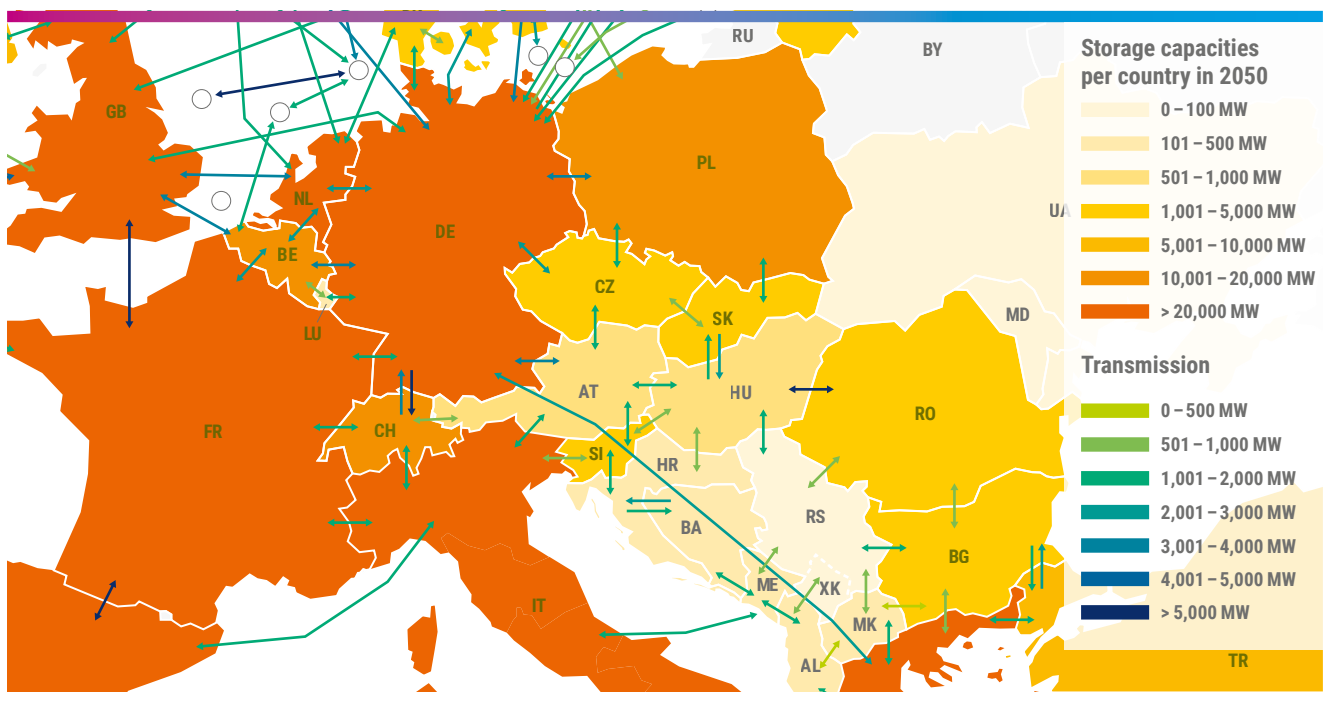 RU
BY
GB
PL
NL
UA
DE
BE
CZ
LU
SK
MD
AT
HU
FR
CH
RO
SI
HR
RS
BA
BG
ME
XK
IT
MK
AL
TR
Storage capacities
per country in 2050
0 – 100 MW
101 – 500 MW
501 – 1,000 MW
1,001 – 5,000 MW
5,001 – 10,000 MW
10,001 – 20,000 MW
> 20,000 MW
Transmission
0 – 500 MW
501 – 1,000 MW
1,001 – 2,000 MW
2,001 – 3,000 MW
3,001 – 4,000 MW
4,001 – 5,000 MW
> 5,000 MW